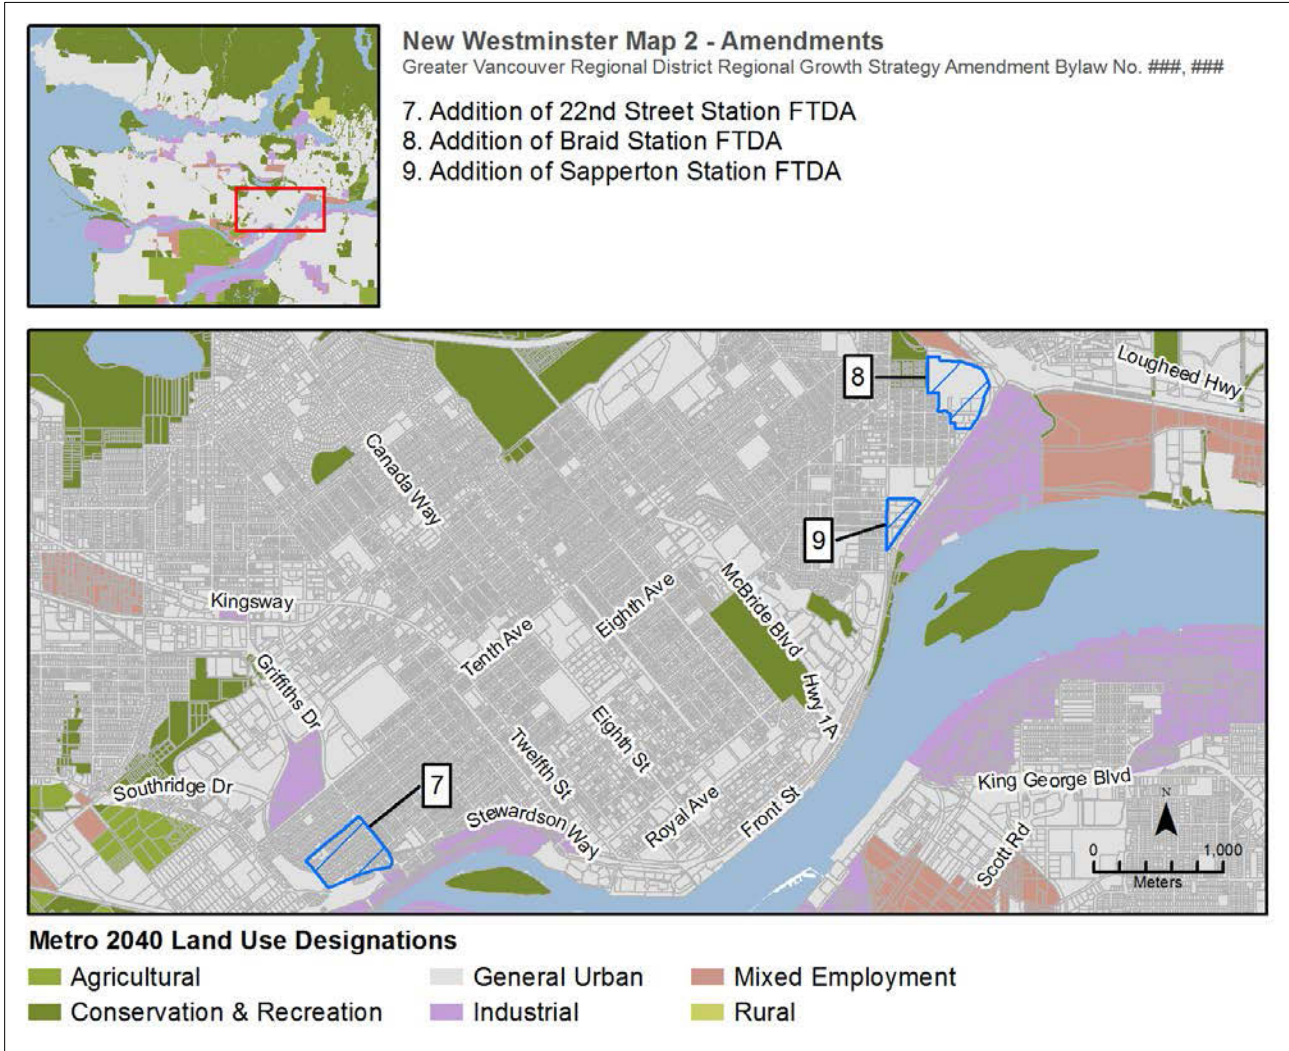 New Westminster Map 2 - Amendments
Greater Vancouver Regional District Regional Growth Strategy Amendment Bylaw No. ###, ###
7. Addition of 22nd Street Station FTDA
8. Addition of Braid Station FTDA
9. Addition of Sapperton Station FTDA
8
Lougheed Hwy
Canada Way
9
McBride Blvd
Kingsway
Eighth Ave
Tenth Ave
Griffiths Dr
Hwy 1A
Eighth St
Twelfth St
King George Blvd
Southridge Dr
7
Stewardson Way
Royal Ave
Front St
Scott Rd
N
0 1,000
Meters
Metro 2040 Land Use Designations
Agricultural
General Urban
Mixed Employment
Conservation & Recreation
Industrial
Rural